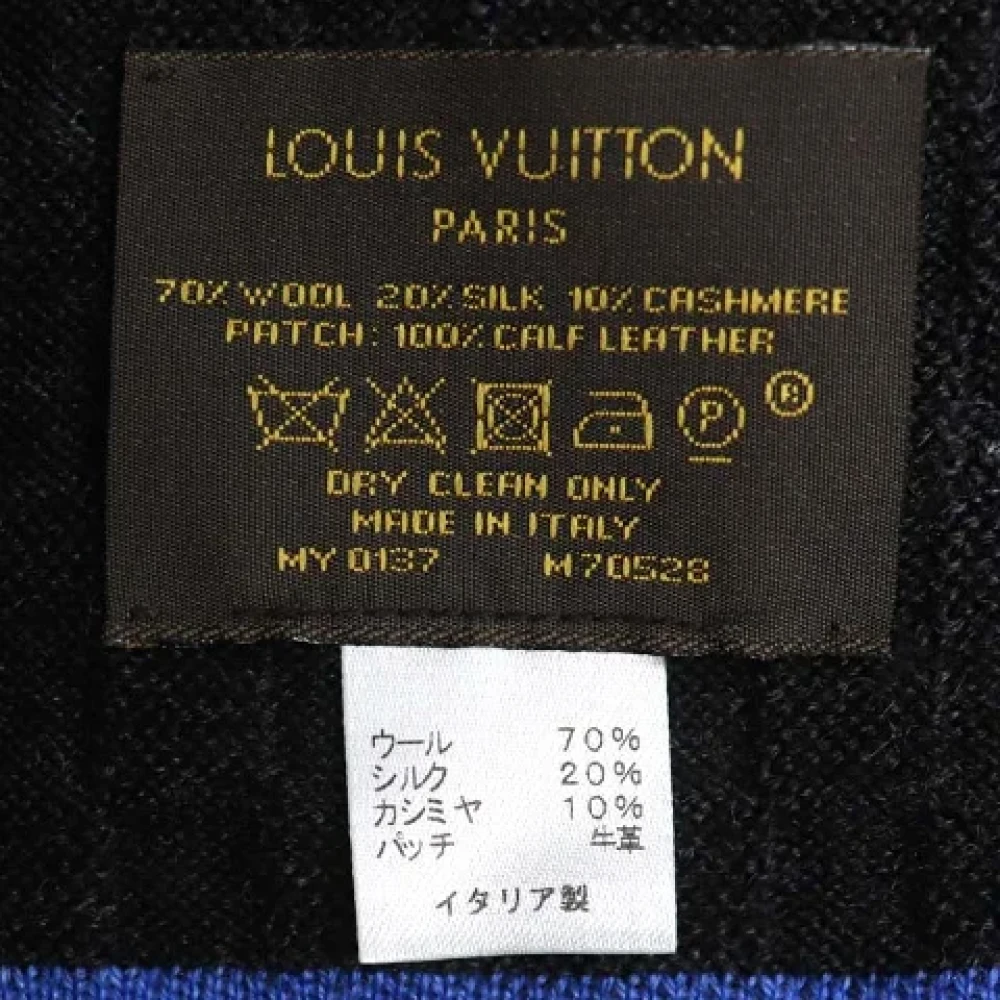 LOUIS VUITTON
PARIS
70% WOOL 20% SILK 10% CASHMERE
PATCH: 100% CALF LEATHER
P ®
DRY CLEAN ONLY
MADE IN ITALY
MY 0137 M70528
ウール 70%
シルク 20%
カシミヤ 10%
パッチ 牛革
イタリア製